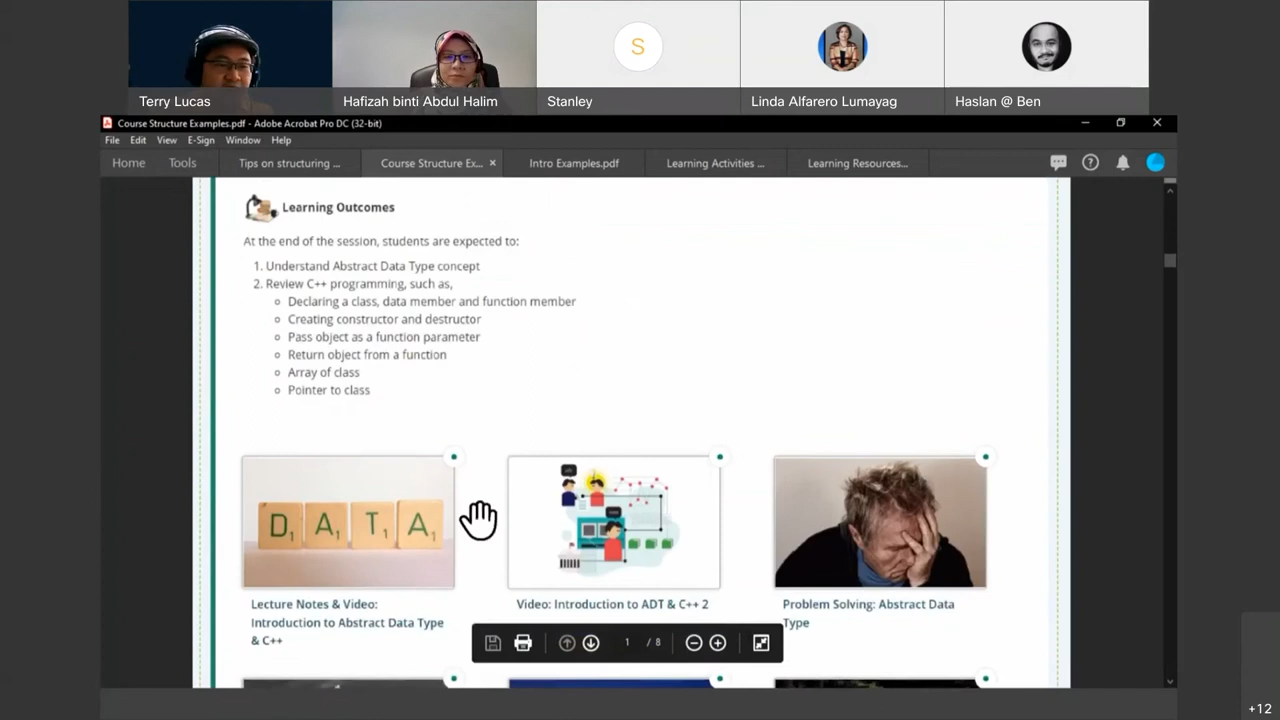 S
Terry Lucas
Hafizah binti Abdul Halim
Stanley
Linda Alfarero Lumayag
Haslan @ Ben
Course Structure Examples.pdf - Adobe Acrobat Pro DC (32-bit)
File Edit View E-Sign Window Help
Home Tools Tips on structuring ... Course Structure Ex... × Intro Examples.pdf Learning Activities ... Learning Resources...
Learning Outcomes
At the end of the session, students are expected to:
1. Understand Abstract Data Type concept
2. Review C++ programming, such as,
Declaring a class, data member and function member
Creating constructor and destructor
Pass object as a function parameter
Return object from a function
Array of class
Pointer to class
D1 A1 T1 A1
Lecture Notes & Video:
Introduction to Abstract Data Type
& C++
Video: Introduction to ADT & C++ 2
Problem Solving: Abstract Data
Type
1 / 8
+12